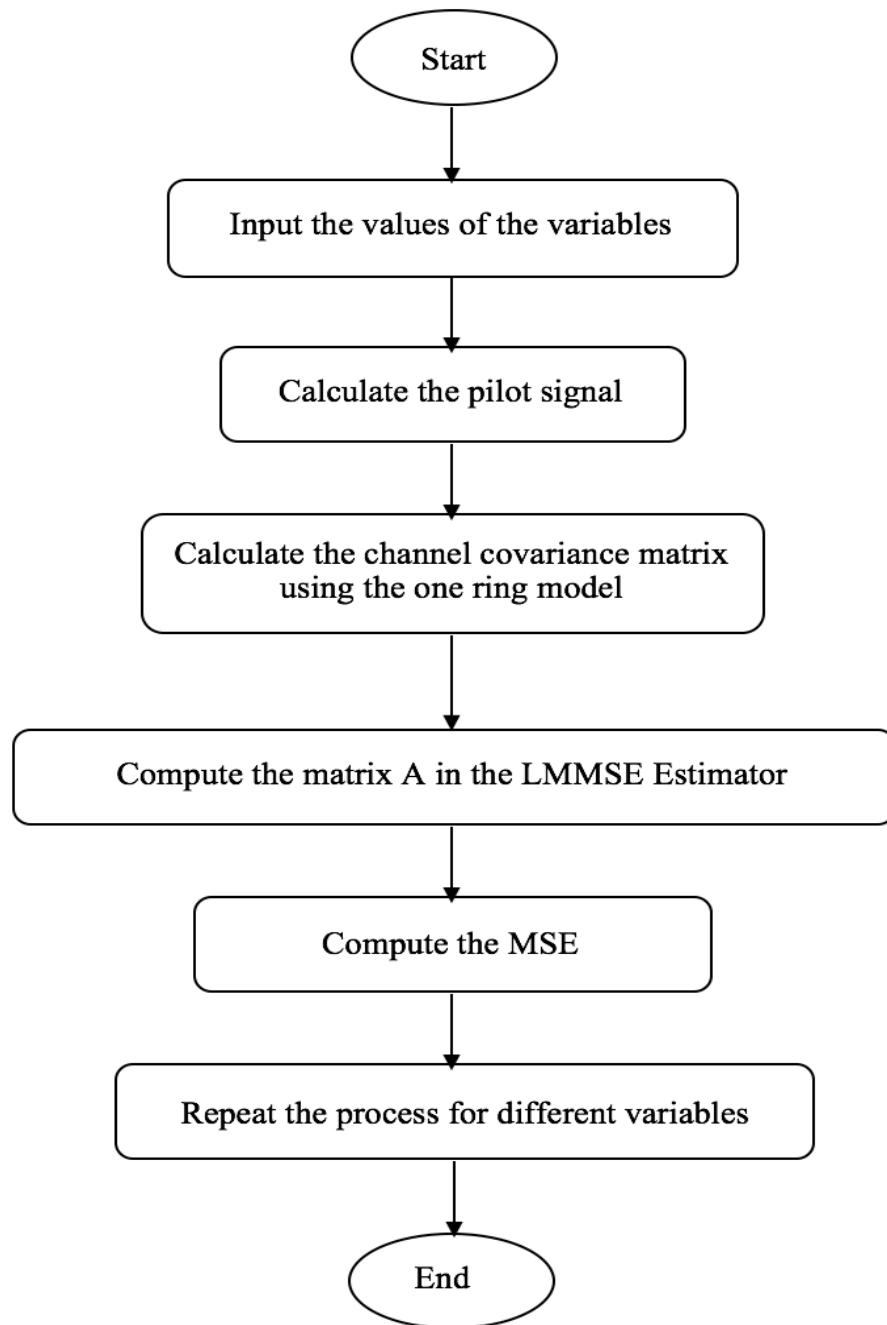 Start
Input the values of the variables
Calculate the pilot signal
Calculate the channel covariance matrix
using the one ring model
Compute the matrix A in the LMMSE Estimator
Compute the MSE
Repeat the process for different variables
End